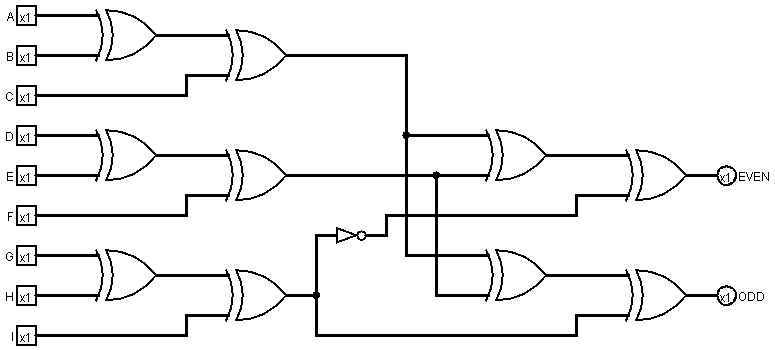 A x1
B x1
C x1
D x1
E x1
x1 EVEN
F x1
G x1
H x1
x1 ODD
I x1